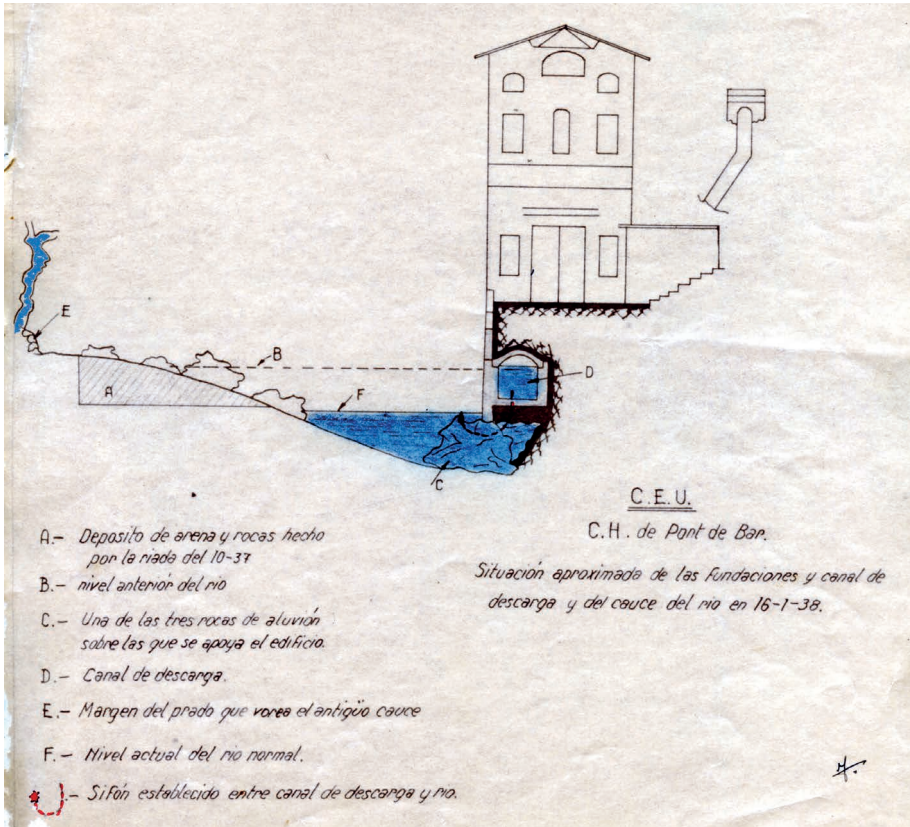 E
B
A
F
D
C
C.E.U.
C.H. de Pont de Bar.
Situación aproximada de las fundaciones y canal de
descarga y del cauce del rio en 16-1-38.
A.- Deposito de arena y rocas hecho
por la riada del 10-37
B.- nivel anterior del rio
C.- Una de las tres rocas de aluvión
sobre las que se apoya el edificio.
D.- Canal de descarga.
E.- Margen del prado que vorea el antigüo cauce
F.- Nivel actual del rio normal.
.- Sifón establecido entre canal de descarga y rio.